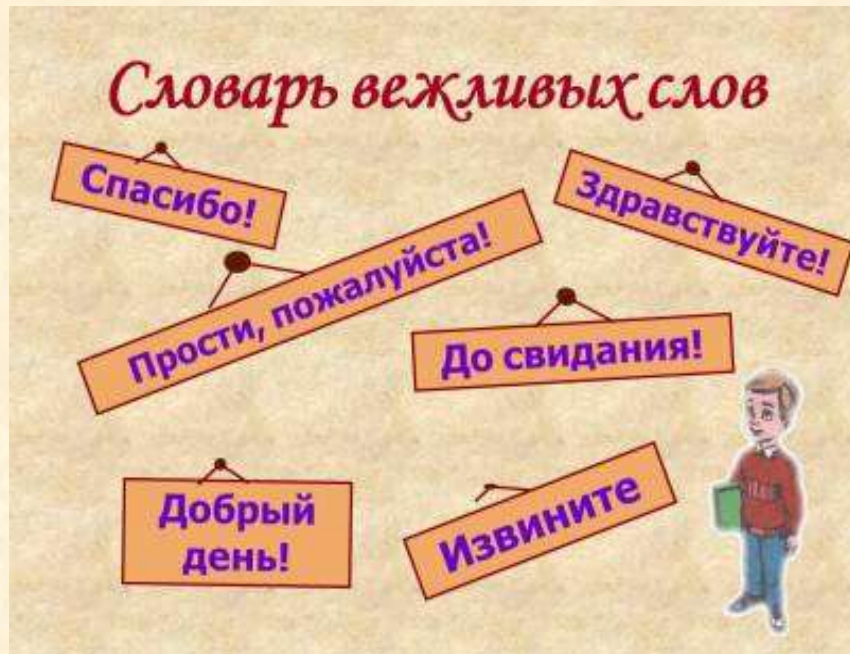 Словарь вежливых слов
Спасибо!
Здравствуйте!
Прости, пожалуйста!
До свидания!
Добрый
день!
Извините